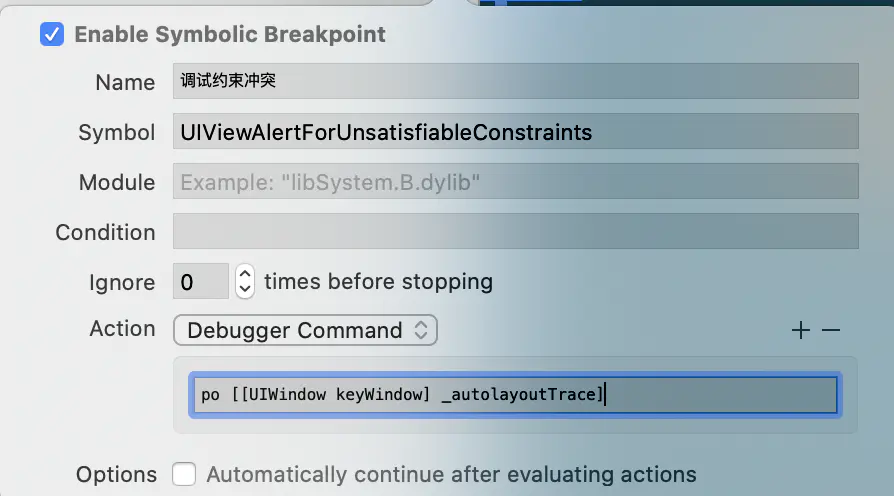 Enable Symbolic Breakpoint
Name 调试约束冲突
Symbol UIViewAlertForUnsatisfiableConstraints
Module Example: "libSystem.B.dylib"
Condition
Ignore 0 times before stopping
Action Debugger Command
po [[UIWindow keyWindow] _autolayoutTrace]
Options Automatically continue after evaluating actions